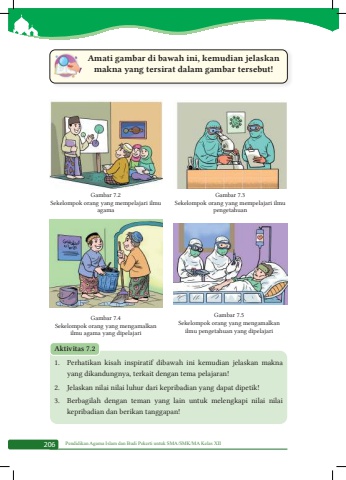 Amati gambar di bawah ini, kemudian jelaskan
makna yang tersirat dalam gambar tersebut!
Gambar 7.2
Sekelompok orang yang mempelajari ilmu
agama
Gambar 7.3
Sekelompok orang yang mempelajari ilmu
pengetahuan
Gambar 7.4
Sekelompok orang yang mengamalkan
ilmu agama yang dipelajari
Gambar 7.5
Sekelompok orang yang mengamalkan
ilmu pengetahuan yang dipelajari
Aktivitas 7.2
1. Perhatikan kisah inspiratif dibawah ini kemudian jelaskan makna
yang dikandungnya, terkait dengan tema pelajaran!
2. Jelaskan nilai nilai luhur dari kepribadian yang dapat dipetik!
3. Berbagilah dengan teman yang lain untuk melengkapi nilai nilai
kepribadian dan berikan tanggapan!
206 Pendidikan Agama Islam dan Budi Pekerti untuk SMA/SMK/MA Kelas XII